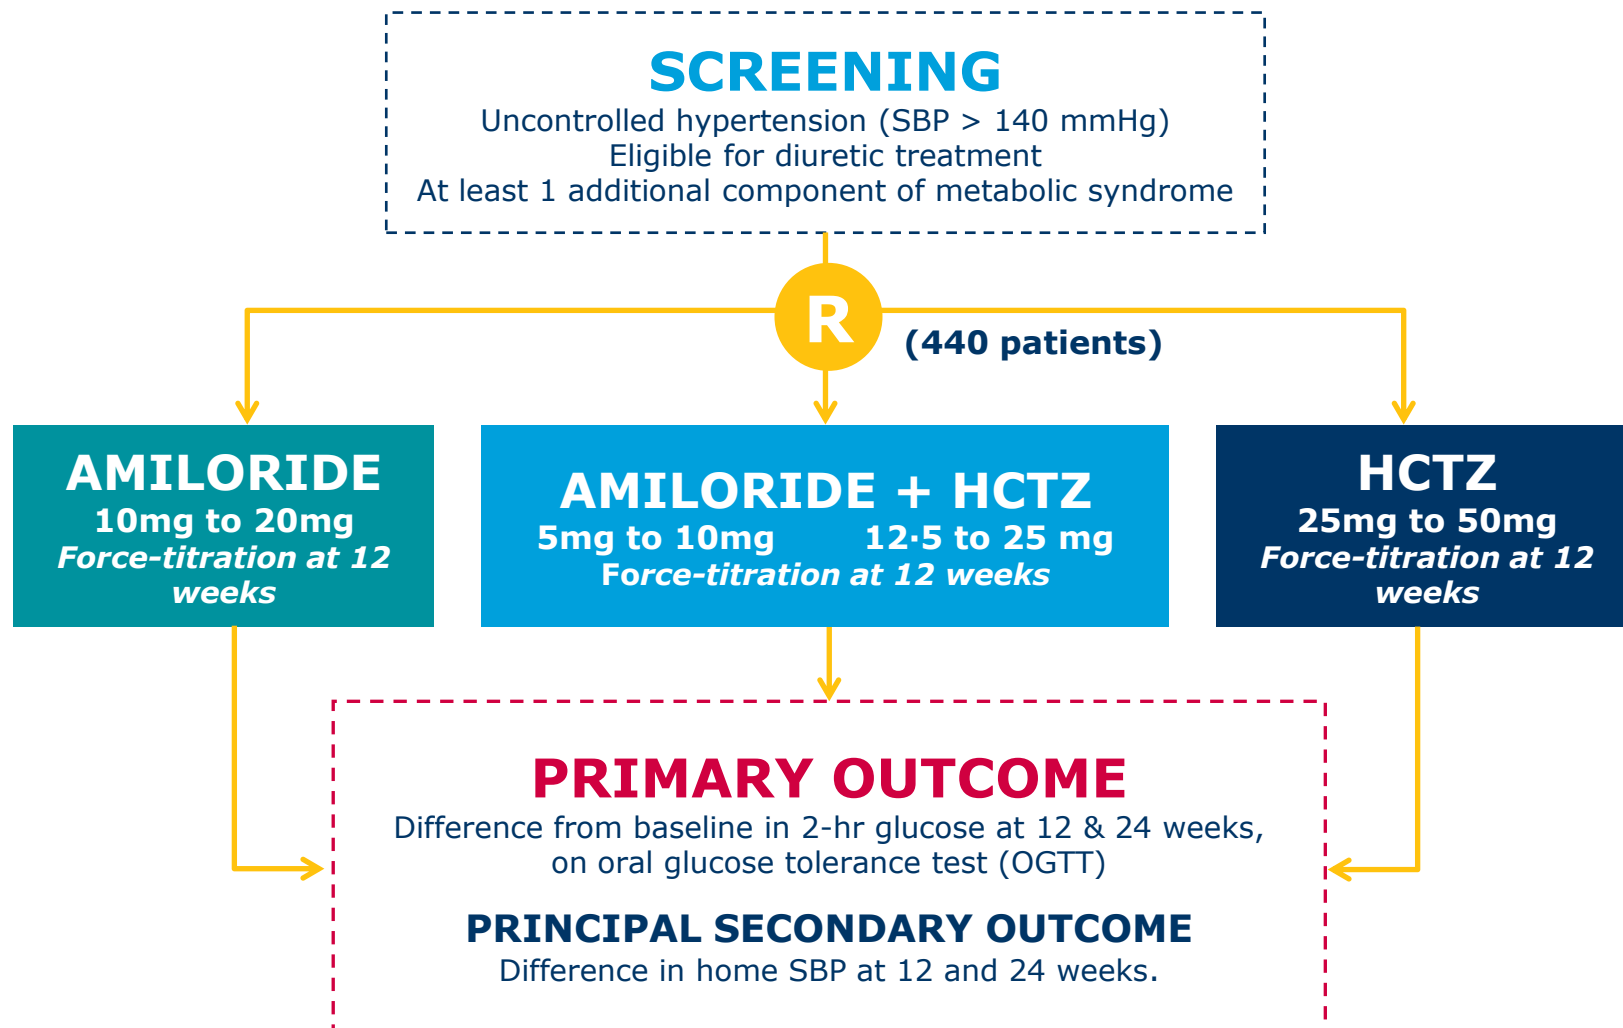 SCREENING
Uncontrolled hypertension (SBP > 140 mmHg)
Eligible for diuretic treatment
At least 1 additional component of metabolic syndrome
R
(440 patients)
AMILORIDE
10mg to 20mg
Force-titration at 12
weeks
AMILORIDE + HCTZ
5mg to 10mg 12·5 to 25 mg
Force-titration at 12 weeks
HCTZ
25mg to 50mg
Force-titration at 12
weeks
PRIMARY OUTCOME
Difference from baseline in 2-hr glucose at 12 & 24 weeks,
on oral glucose tolerance test (OGTT)
PRINCIPAL SECONDARY OUTCOME
Difference in home SBP at 12 and 24 weeks.